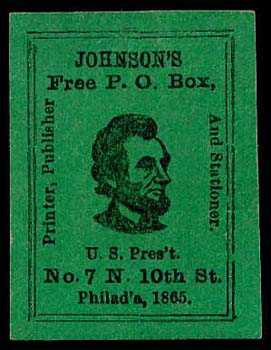 JOHNSON'S
Free P. O. Box,
Printer, Publisher
And Stationer.
U. S. Pres't.
No. 7 N. 10th St.
Philad'a, 1865.